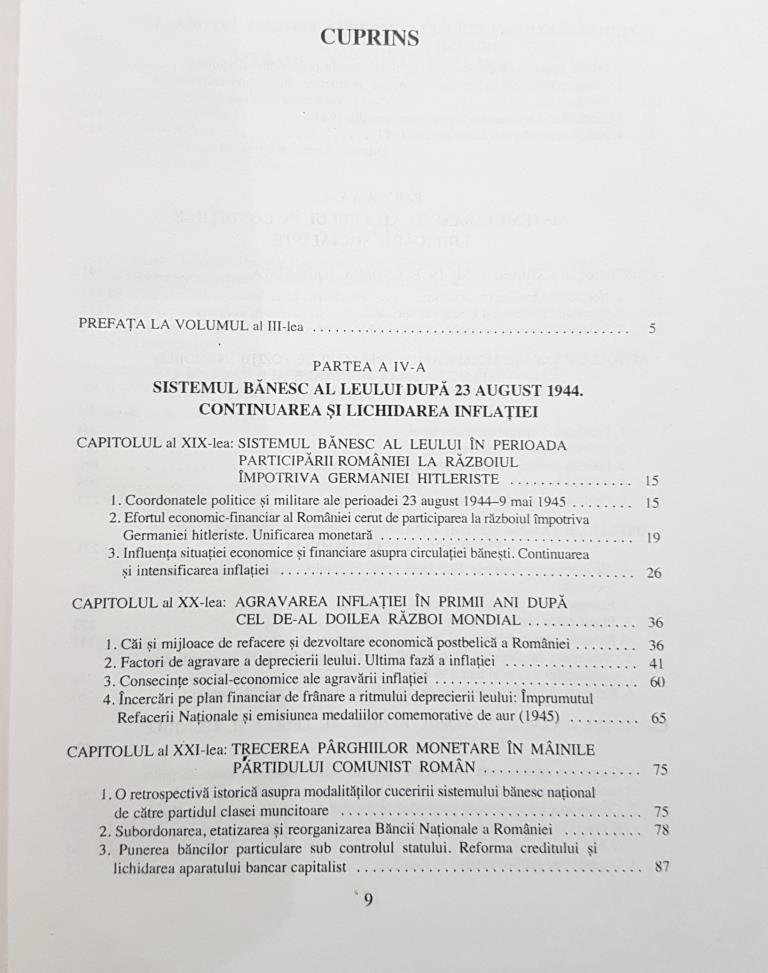 CUPRINS
PREFAȚA LA VOLUMUL al III-lea ........................................ 5
PARTEA A IV-A
SISTEMUL BĂNESC AL LEULUI DUPĂ 23 AUGUST 1944.
CONTINUAREA ȘI LICHIDAREA INFLAȚIEI
CAPITOLUL al XIX-lea: SISTEMUL BĂNESC AL LEULUI ÎN PERIOADA
PARTICIPĂRII ROMÂNIEI LA RĂZBOIUL
ÎMPOTRIVA GERMANIEI HITLERISTE ................ 15
1. Coordonatele politice și militare ale perioadei 23 august 1944–9 mai 1945 ........ 15
2. Efortul economic-financiar al României cerut de participarea la războiul împotriva
Germaniei hitleriste. Unificarea monetară ................................ 19
3. Influența situației economice și financiare asupra circulației bănești. Continuarea
și intensificarea inflației ............................................. 26
CAPITOLUL al XX-lea: AGRAVAREA INFLAȚIEI ÎN PRIMII ANI DUPĂ
CEL DE-AL DOILEA RĂZBOI MONDIAL .............. 36
1. Căi și mijloace de refacere și dezvoltare economică postbelică a României ........ 36
2. Factori de agravare a deprecierii leului. Ultima fază a inflației ................. 41
3. Consecințe social-economice ale agravării inflației .......................... 60
4. Încercări pe plan financiar de frânare a ritmului deprecierii leului: Împrumutul
Refacerii Naționale și emisiunea medaliilor comemorative de aur (1945) ......... 65
CAPITOLUL al XXI-lea: TRECEREA PÂRGHIILOR MONETARE ÎN MÂINILE
PARTIDULUI COMUNIST ROMÂN .................... 75
1. O retrospectivă istorică asupra modalităților cuceririi sistemului bănesc național
de către partidul clasei muncitoare ...................................... 75
2. Subordonarea, etatizarea și reorganizarea Băncii Naționale a României .......... 78
3. Punerea băncilor particulare sub controlul statului. Reforma creditului și
lichidarea aparatului bancar capitalist .................................... 87
9